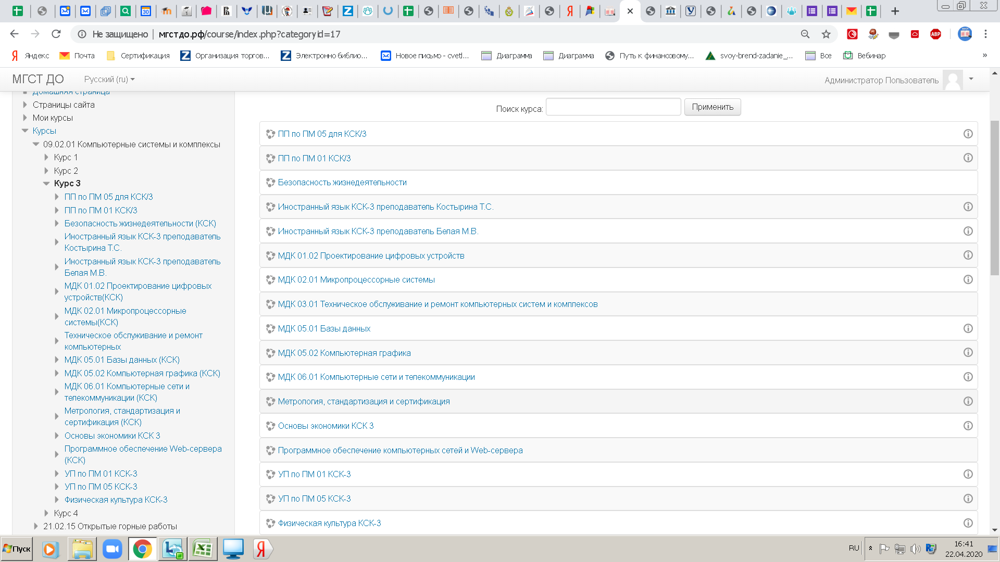 30
Не защищено | мгстдо.рф/course/index.php?categoryid=17
ABP
Яндекс
Почта
Сертификация
Организация торгов...
Электронно библио...
Новое письмо - cvetl...
Диаграмма
Диаграмма
Путь к финансовому...
svoy-brend-zadanie_...
Все
Вебинар
»
МГСТ ДО
Русский (ru)
Администратор Пользователь
Домашняя страница
Страницы сайта
Мои курсы
Курсы
09.02.01 Компьютерные системы и комплексы
Курс 1
Курс 2
Курс 3
ПП по ПМ 05 для КСК/3
ПП по ПМ 01 КСК/3
Безопасность жизнедеятельности (КСК)
Иностранный язык КСК-3 преподаватель
Костырина Т.С.
Иностранный язык КСК-3 преподаватель
Белая М.В.
МДК 01.02 Проектирование цифровых
устройств(КСК)
МДК 02.01 Микропроцессорные
системы(КСК)
Техническое обслуживание и ремонт
компьютерных
МДК 05.01 Базы данных (КСК)
МДК 05.02 Компьютерная графика (КСК)
МДК 06.01 Компьютерные сети и
телекоммуникации (КСК)
Метрология, стандартизация и
сертификация (КСК)
Основы экономики КСК 3
Программное обеспечение Web-сервера
(КСК)
УП по ПМ 01 КСК-3
УП по ПМ 05 КСК-3
Физическая культура КСК-3
Курс 4
21.02.15 Открытые горные работы
Поиск курса:
Применить
ПП по ПМ 05 для КСК/3
ПП по ПМ 01 КСК/3
Безопасность жизнедеятельности
Иностранный язык КСК-3 преподаватель Костырина Т.С.
Иностранный язык КСК-3 преподаватель Белая М.В.
МДК 01.02 Проектирование цифровых устройств
МДК 02.01 Микропроцессорные системы
МДК 03.01 Техническое обслуживание и ремонт компьютерных систем и комплексов
МДК 05.01 Базы данных
МДК 05.02 Компьютерная графика
МДК 06.01 Компьютерные сети и телекоммуникации
Метрология, стандартизация и сертификация
Основы экономики КСК 3
Программное обеспечение компьютерных сетей и Web-сервера
УП по ПМ 01 КСК-3
УП по ПМ 05 КСК-3
Физическая культура КСК-3
Пуск
RU
16:41
22.04.2020